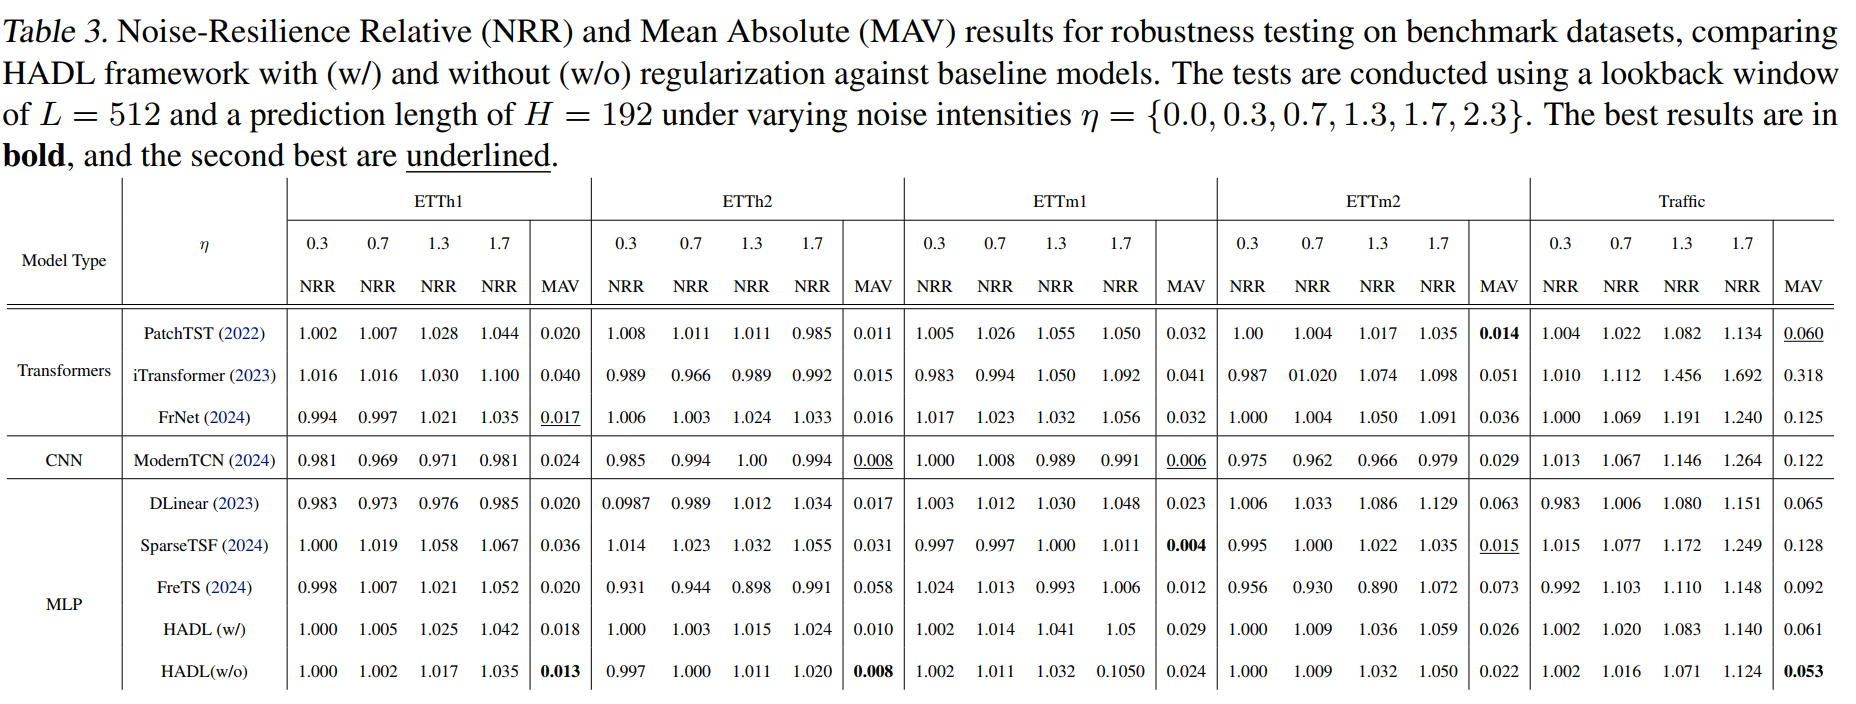 Table 3. Noise-Resilience Relative (NRR) and Mean Absolute (MAV) results for robustness testing on benchmark datasets, comparing
HADL framework with (w/) and without (w/o) regularization against baseline models. The tests are conducted using a lookback window
of L = 512 and a prediction length of H = 192 under varying noise intensities η = {0.0, 0.3, 0.7, 1.3, 1.7, 2.3}. The best results are in
bold, and the second best are underlined.
ETTh1 ETTh2 ETTm1 ETTm2 Traffic
Model Type η 0.3 0.7 1.3 1.7 0.3 0.7 1.3 1.7 0.3 0.7 1.3 1.7 0.3 0.7 1.3 1.7 0.3 0.7 1.3 1.7
NRR NRR NRR NRR MAV NRR NRR NRR NRR MAV NRR NRR NRR NRR MAV NRR NRR NRR NRR MAV NRR NRR NRR NRR MAV
Transformers PatchTST (2022) 1.002 1.007 1.028 1.044 0.020 1.008 1.011 1.011 0.985 0.011 1.005 1.026 1.055 1.050 0.032 1.00 1.004 1.017 1.035 0.014 1.004 1.022 1.082 1.134 0.060
iTransformer (2023) 1.016 1.016 1.030 1.100 0.040 0.989 0.966 0.989 0.992 0.015 0.983 0.994 1.050 1.092 0.041 0.987 01.020 1.074 1.098 0.051 1.010 1.112 1.456 1.692 0.318
FrNet (2024) 0.994 0.997 1.021 1.035 0.017 1.006 1.003 1.024 1.033 0.016 1.017 1.023 1.032 1.056 0.032 1.000 1.004 1.050 1.091 0.036 1.000 1.069 1.191 1.240 0.125
CNN ModernTCN (2024) 0.981 0.969 0.971 0.981 0.024 0.985 0.994 1.00 0.994 0.008 1.000 1.008 0.989 0.991 0.006 0.975 0.962 0.966 0.979 0.029 1.013 1.067 1.146 1.264 0.122
MLP DLinear (2023) 0.983 0.973 0.976 0.985 0.020 0.0987 0.989 1.012 1.034 0.017 1.003 1.012 1.030 1.048 0.023 1.006 1.033 1.086 1.129 0.063 0.983 1.006 1.080 1.151 0.065
SparseTSF (2024) 1.000 1.019 1.058 1.067 0.036 1.014 1.023 1.032 1.055 0.031 0.997 0.997 1.000 1.011 0.004 0.995 1.000 1.022 1.035 0.015 1.015 1.077 1.172 1.249 0.128
FreTS (2024) 0.998 1.007 1.021 1.052 0.020 0.931 0.944 0.898 0.991 0.058 1.024 1.013 0.993 1.006 0.012 0.956 0.930 0.890 1.072 0.073 0.992 1.103 1.110 1.148 0.092
HADL (w/) 1.000 1.005 1.025 1.042 0.018 1.000 1.003 1.015 1.024 0.010 1.002 1.014 1.041 1.05 0.029 1.000 1.009 1.036 1.059 0.026 1.002 1.020 1.083 1.140 0.061
HADL(w/o) 1.000 1.002 1.017 1.035 0.013 0.997 1.000 1.011 1.020 0.008 1.002 1.011 1.032 0.1050 0.024 1.000 1.009 1.032 1.050 0.022 1.002 1.016 1.071 1.124 0.053